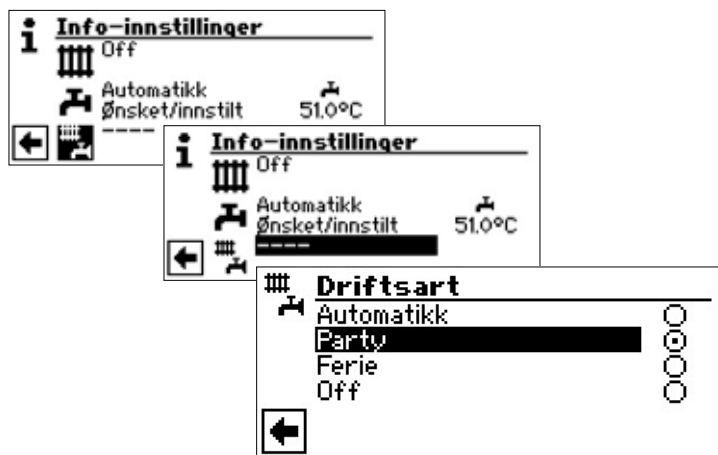 Info-innstillinger
Off
Automatikk
Ønsket/innstilt 51.0°C
----
Info-innstillinger
Off
Automatikk
Ønsket/innstilt 51.0°C
----
Driftsart
Automatikk
Party
Ferie
Off